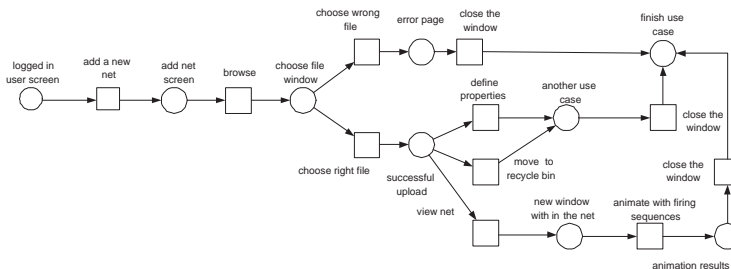 choose wrong
file
error page
close the
window
finish use
case
logged in
user screen
add a new
net
add net
screen
browse
choose file
window
define
properties
another use
case
close the
window
choose right file
successful
upload
move to
recycle bin
close the
window
view net
new window
with in the net
animate with firing
sequences
animation results